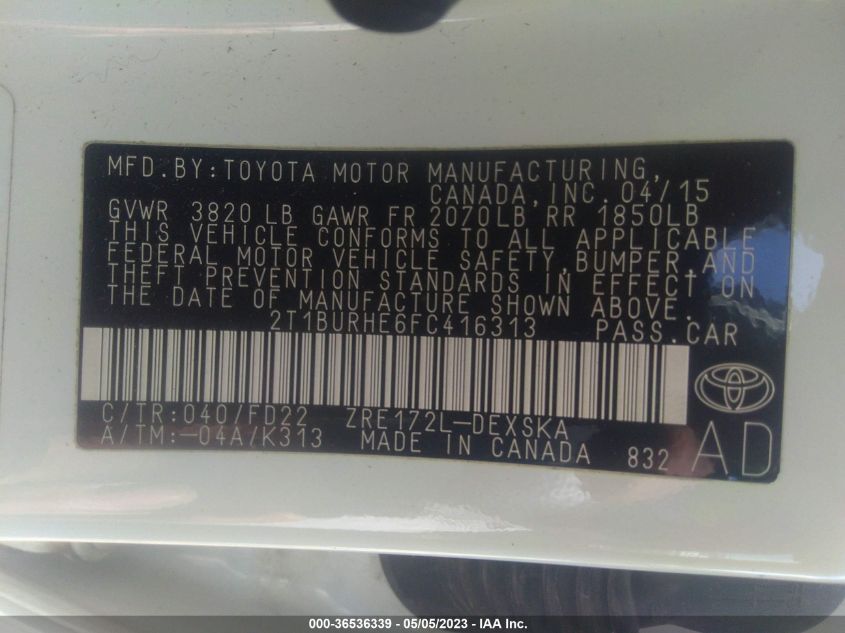 MFD.BY:TOYOTA MOTOR MANUFACTURING,
CANADA,INC. 04/15
GVWR 3820 LB GAWR FR 2070LB RR 1850LB
THIS VEHICLE CONFORMS TO ALL APPLICABLE
FEDERAL MOTOR VEHICLE SAFETY,BUMPER,AND
THEFT PREVENTION STANDARDS IN EFFECT ON
THE DATE OF MANUFACTURE SHOWN ABOVE.
2T1BURHE6FC416313 PASS.CAR
C/TR:040/FD22 ZRE172L-DEXSKA
A/TM:-04A/K313 MADE IN CANADA 832 AD
000-36536339 - 05/05/2023 - IAA Inc.